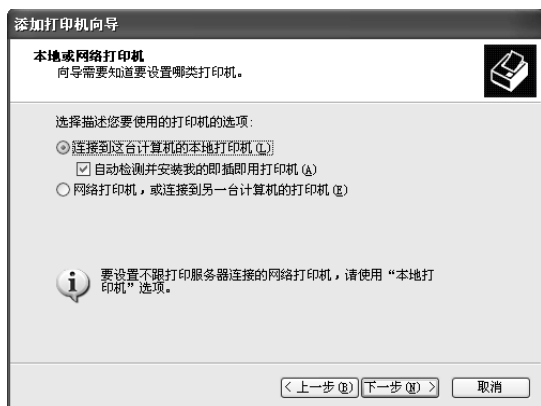 添加打印机向导
本地或网络打印机
向导需要知道要设置哪类打印机。
选择描述您要使用的打印机的选项:
连接到这台计算机的本地打印机(L)
自动检测并安装我的即插即用打印机(A)
网络打印机，或连接到另一台计算机的打印机(E)
要设置不跟打印服务器连接的网络打印机，请使用“本地打
印机”选项。
< 上一步(B) 下一步(N) > 取消